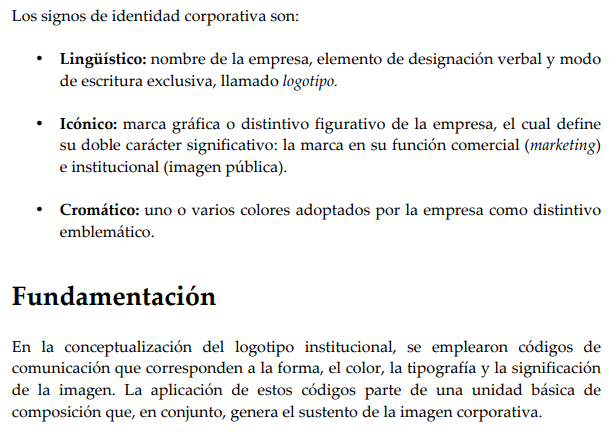 Los signos de identidad corporativa son:
• Lingüístico: nombre de la empresa, elemento de designación verbal y modo
de escritura exclusiva, llamado logotipo.
• Icónico: marca gráfica o distintivo figurativo de la empresa, el cual define
su doble carácter significativo: la marca en su función comercial (marketing)
e institucional (imagen pública).
• Cromático: uno o varios colores adoptados por la empresa como distintivo
emblemático.
Fundamentación
En la conceptualización del logotipo institucional, se emplearon códigos de
comunicación que corresponden a la forma, el color, la tipografía y la significación
de la imagen. La aplicación de estos códigos parte de una unidad básica de
composición que, en conjunto, genera el sustento de la imagen corporativa.